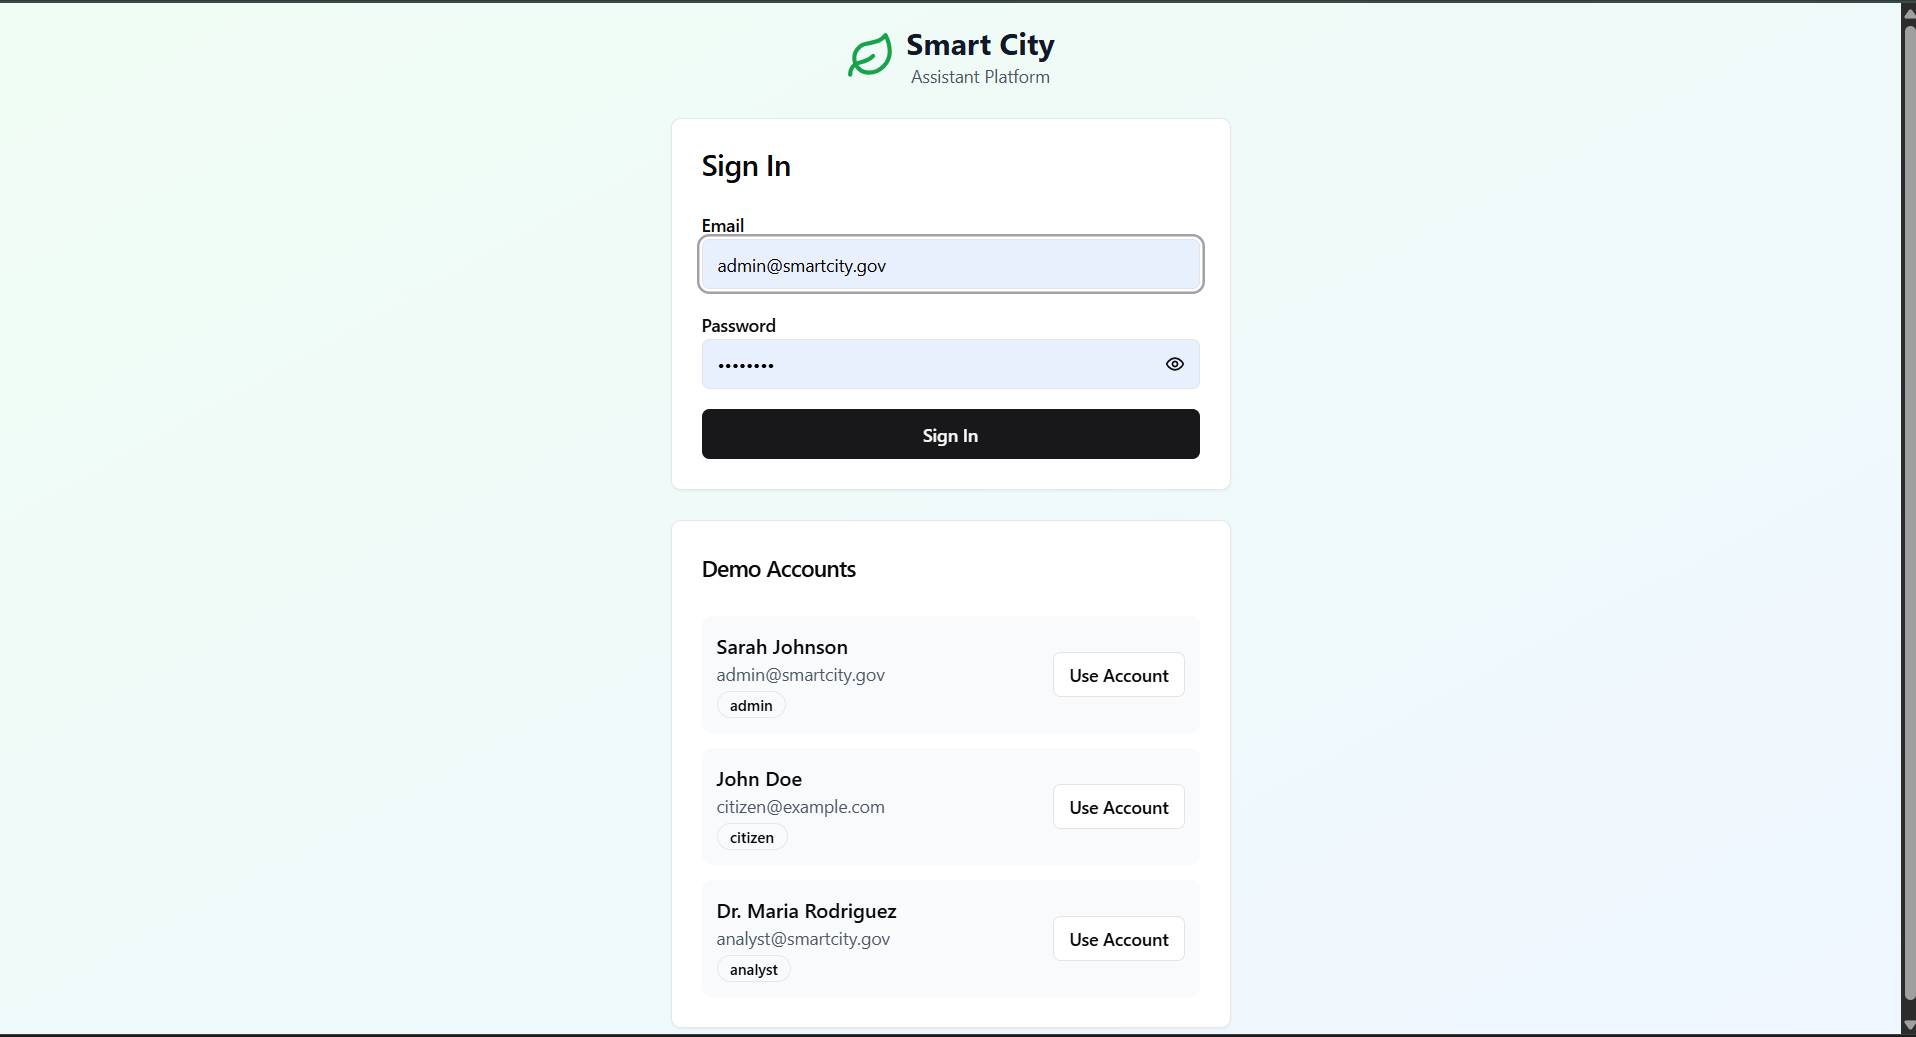 Smart City
Assistant Platform
Sign In
Email
admin@smartcity.gov
Password
••••••••
Sign In
Demo Accounts
Sarah Johnson
admin@smartcity.gov
Use Account
admin
John Doe
citizen@example.com
Use Account
citizen
Dr. Maria Rodriguez
analyst@smartcity.gov
Use Account
analyst